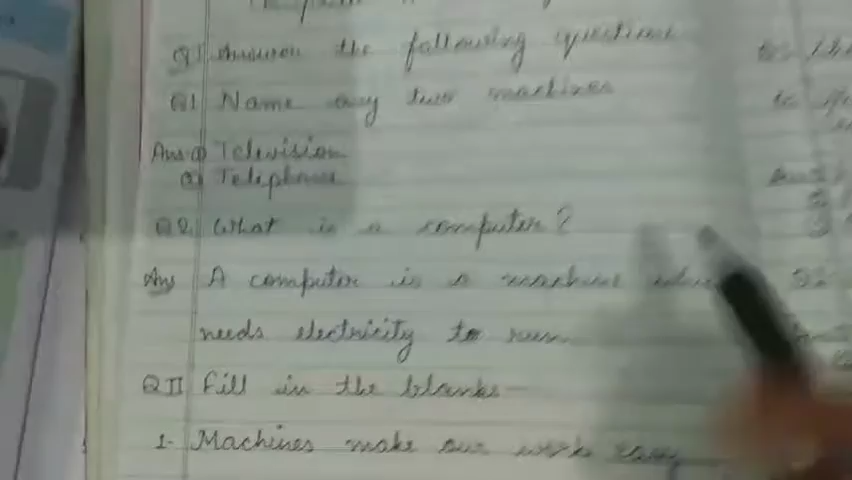 QI Answer the following questions
Q1 Name any two machines
Ans. ① Television
② Telephone
Q2 What is a computer?
Ans A computer is a machine which
needs electricity to run.
QII Fill in the blanks
1- Machines make our work easy